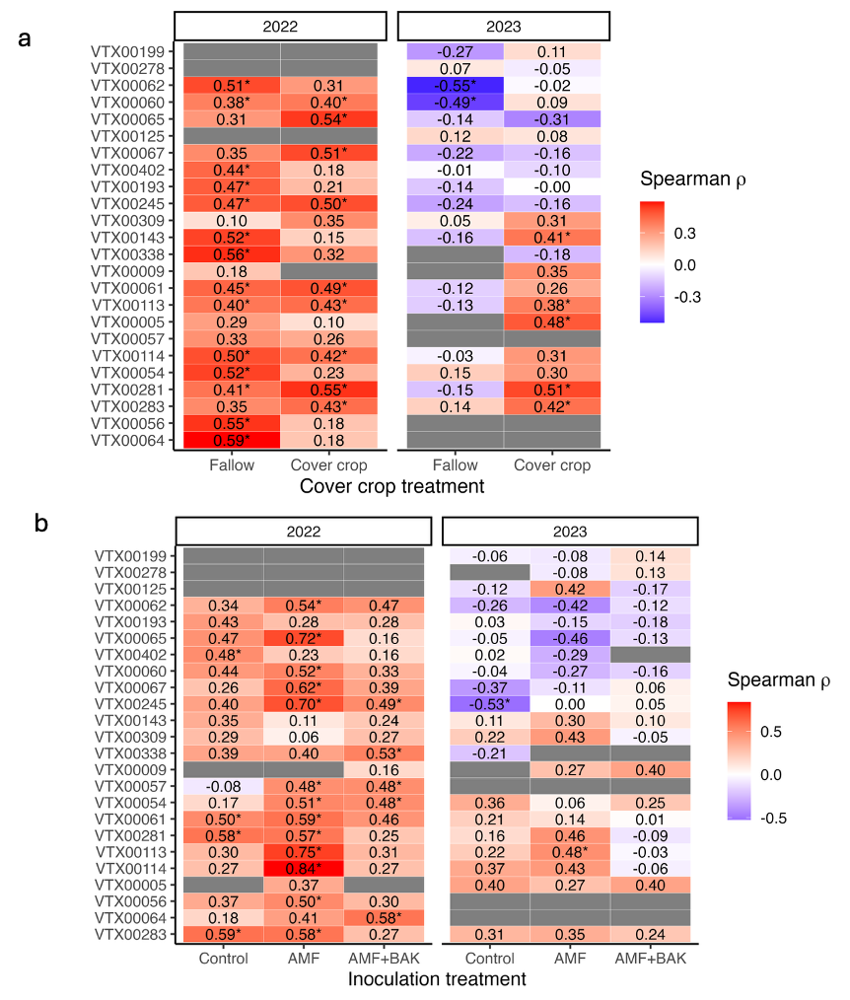 a
2022 2023
VTX00199 -0.27 0.11
VTX00278 0.07 -0.05
VTX00062 0.51* 0.31 -0.55* -0.02
VTX00060 0.38* 0.40* -0.49* 0.09
VTX00065 0.31 0.54* -0.14 -0.31
VTX00125 0.12 0.08
VTX00067 0.35 0.51* -0.22 -0.16
VTX00402 0.44* 0.18 -0.01 -0.10
VTX00193 0.47* 0.21 -0.14 -0.00
VTX00245 0.47* 0.50* -0.24 -0.16
VTX00309 0.10 0.35 0.05 0.31
VTX00143 0.52* 0.15 -0.16 0.41*
VTX00338 0.56* 0.32 -0.18
VTX00009 0.18 0.35
VTX00061 0.45* 0.49* -0.12 0.26
VTX00113 0.40* 0.43* -0.13 0.38*
VTX00005 0.29 0.10 0.48*
VTX00057 0.33 0.26
VTX00114 0.50* 0.42* -0.03 0.31
VTX00054 0.52* 0.23 0.15 0.30
VTX00281 0.41* 0.55* -0.15 0.51*
VTX00283 0.35 0.43* 0.14 0.42*
VTX00056 0.55* 0.18
VTX00064 0.59* 0.18
Fallow Cover crop Fallow Cover crop
Cover crop treatment
Spearman ρ
0.3
0.0
-0.3
b
2022 2023
VTX00199 -0.06 -0.08 0.14
VTX00278 -0.08 0.13
VTX00125 -0.12 0.42 -0.17
VTX00062 0.34 0.54* 0.47 -0.26 -0.42 -0.12
VTX00193 0.43 0.28 0.28 0.03 -0.15 -0.18
VTX00065 0.47 0.72* 0.16 -0.05 -0.46 -0.13
VTX00402 0.48* 0.23 0.16 0.02 -0.29
VTX00060 0.44 0.52* 0.33 -0.04 -0.27 -0.16
VTX00067 0.26 0.62* 0.39 -0.37 -0.11 0.06
VTX00245 0.40 0.70* 0.49* -0.53* 0.00 0.05
VTX00143 0.35 0.11 0.24 0.11 0.30 0.10
VTX00309 0.29 0.06 0.27 0.22 0.43 -0.05
VTX00338 0.39 0.40 0.53* -0.21
VTX00009 0.16 0.27 0.40
VTX00057 -0.08 0.48* 0.48*
VTX00054 0.17 0.51* 0.48* 0.36 0.06 0.25
VTX00061 0.50* 0.59* 0.46 0.21 0.14 0.01
VTX00281 0.58* 0.57* 0.25 0.16 0.46 -0.09
VTX00113 0.30 0.75* 0.31 0.22 0.48* -0.03
VTX00114 0.27 0.84* 0.27 0.37 0.43 -0.06
VTX00005 0.37 0.40 0.27 0.40
VTX00056 0.37 0.50* 0.30
VTX00064 0.18 0.41 0.58*
VTX00283 0.59* 0.58* 0.27 0.31 0.35 0.24
Control AMF AMF+BAK Control AMF AMF+BAK
Inoculation treatment
Spearman ρ
0.5
0.0
-0.5